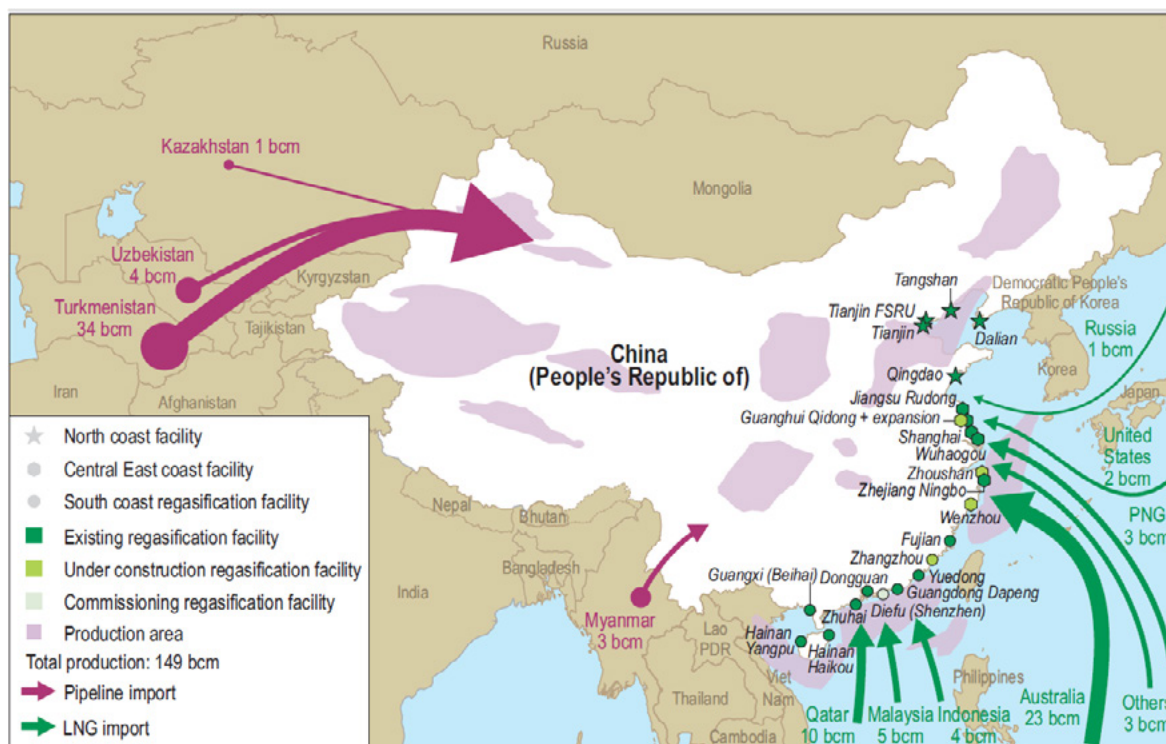 Russia
Kazakhstan 1 bcm
Mongolia
Uzbekistan
4 bcm
Kyrgyzstan
Turkmenistan
34 bcm
Tajikistan
Iran
Afghanistan
Tangshan
Democratic People's
Republic of Korea
Tianjin FSRU
Tianjin
Dalian
Russia
1 bcm
China
(People's Republic of)
Korea
Japan
Qingdao
Jiangsu Rudong
Guanghui Qidong + expansion
Shanghai
Wuhaogou
United
States
2 bcm
Zhoushan
Zhejiang Ningbo
PNG
3 bcm
Wenzhou
Nepal
Bhutan
Bangladesh
India
Fujian
Zhangzhou
Guangxi (Beihai)
Dongguan
Yuedong
Guangdong Dapeng
Diefu (Shenzhen)
Zhuhai
Myanmar
3 bcm
Lao
PDR
Hainan
Yangpu
Hainan
Haikou
Viet
Nam
Thailand
Cambodia
Philippines
Qatar
10 bcm
Malaysia
5 bcm
Indonesia
4 bcm
Australia
23 bcm
Others
3 bcm
North coast facility
Central East coast facility
South coast regasification facility
Existing regasification facility
Under construction regasification facility
Commissioning regasification facility
Production area
Total production: 149 bcm
Pipeline import
LNG import